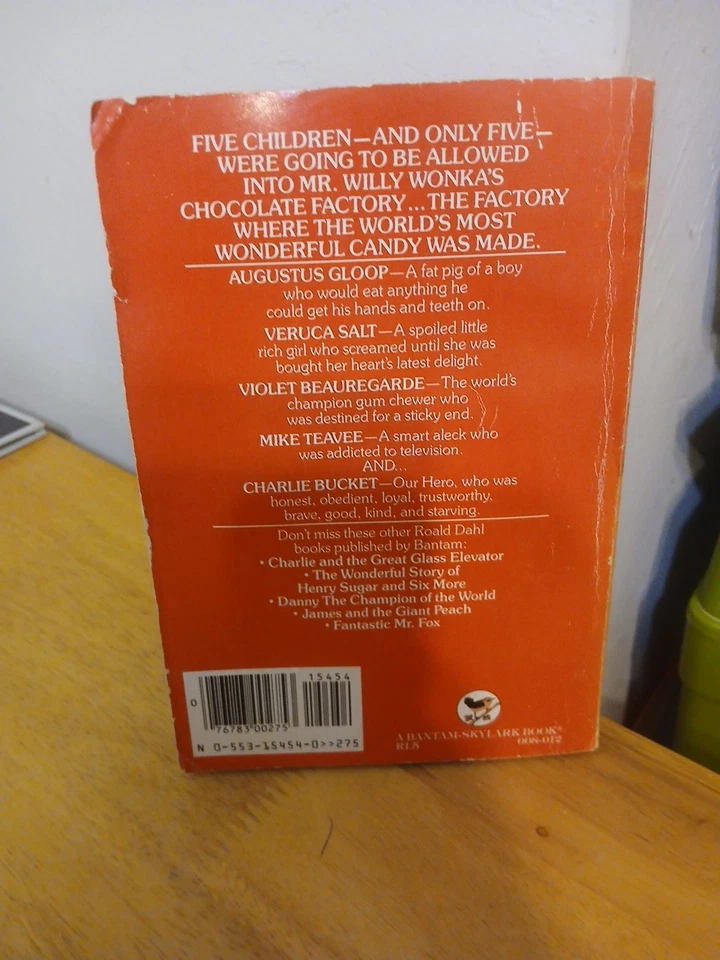 FIVE CHILDREN—AND ONLY FIVE—
WERE GOING TO BE ALLOWED
INTO MR. WILLY WONKA'S
CHOCOLATE FACTORY...THE FACTORY
WHERE THE WORLD'S MOST
WONDERFUL CANDY WAS MADE.
AUGUSTUS GLOOP—A fat pig of a boy
who would eat anything he
could get his hands and teeth on.
VERUCA SALT—A spoiled little
rich girl who screamed until she was
bought her heart's latest delight.
VIOLET BEAUREGARDE—The world's
champion gum chewer who
was destined for a sticky end.
MIKE TEAVEE—A smart aleck who
was addicted to television.
AND...
CHARLIE BUCKET—Our Hero, who was
honest, obedient, loyal, trustworthy,
brave, good, kind, and starving.
Don't miss these other Roald Dahl
books published by Bantam:
• Charlie and the Great Glass Elevator
• The Wonderful Story of
Henry Sugar and Six More
• Danny The Champion of the World
• James and the Giant Peach
• Fantastic Mr. Fox
15454
0
76783 00275
N 0-553-15454-0>>275
A BANTAM-SKYLARK BOOK®
RL5 008-012